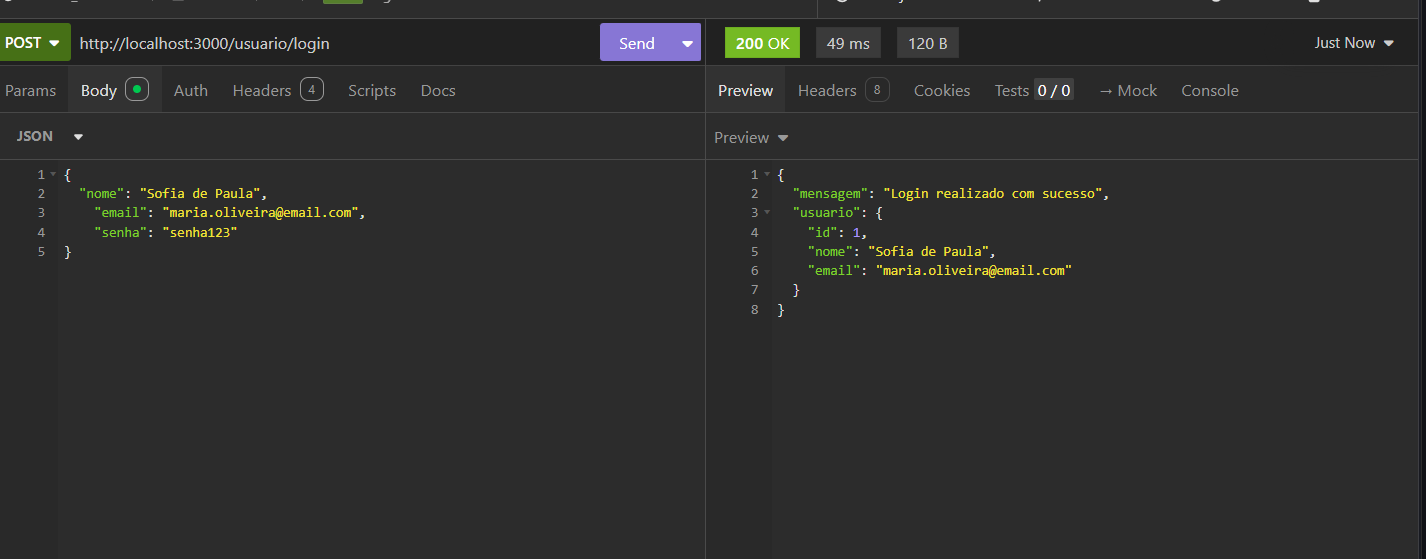 POST http://localhost:3000/usuario/login Send
200 OK 49 ms 120 B Just Now
Params Body Auth Headers 4 Scripts Docs
Preview Headers 8 Cookies Tests 0 / 0 → Mock Console
JSON
Preview
1 {
2 "nome": "Sofia de Paula",
3 "email": "maria.oliveira@email.com",
4 "senha": "senha123"
5 }
1 {
2 "mensagem": "Login realizado com sucesso",
3 "usuario": {
4 "id": 1,
5 "nome": "Sofia de Paula",
6 "email": "maria.oliveira@email.com"
7 }
8 }